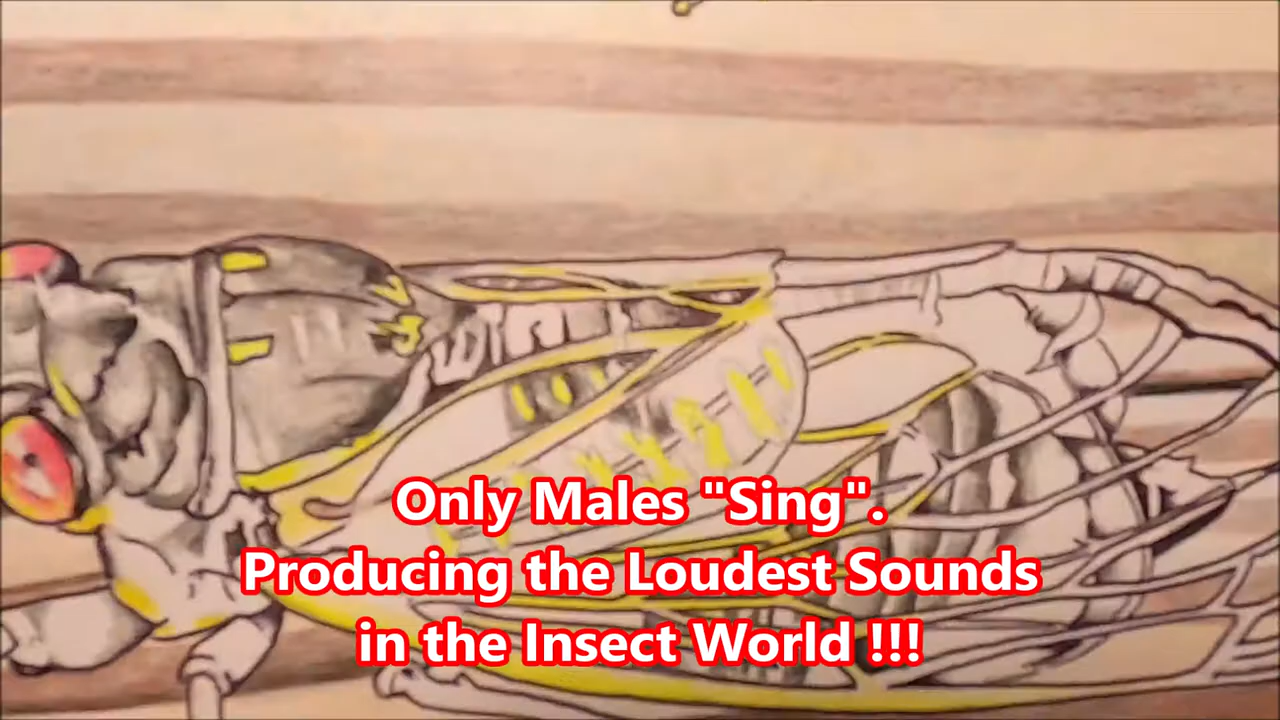 Only Males "Sing".
Producing the Loudest Sounds
in the Insect World !!!